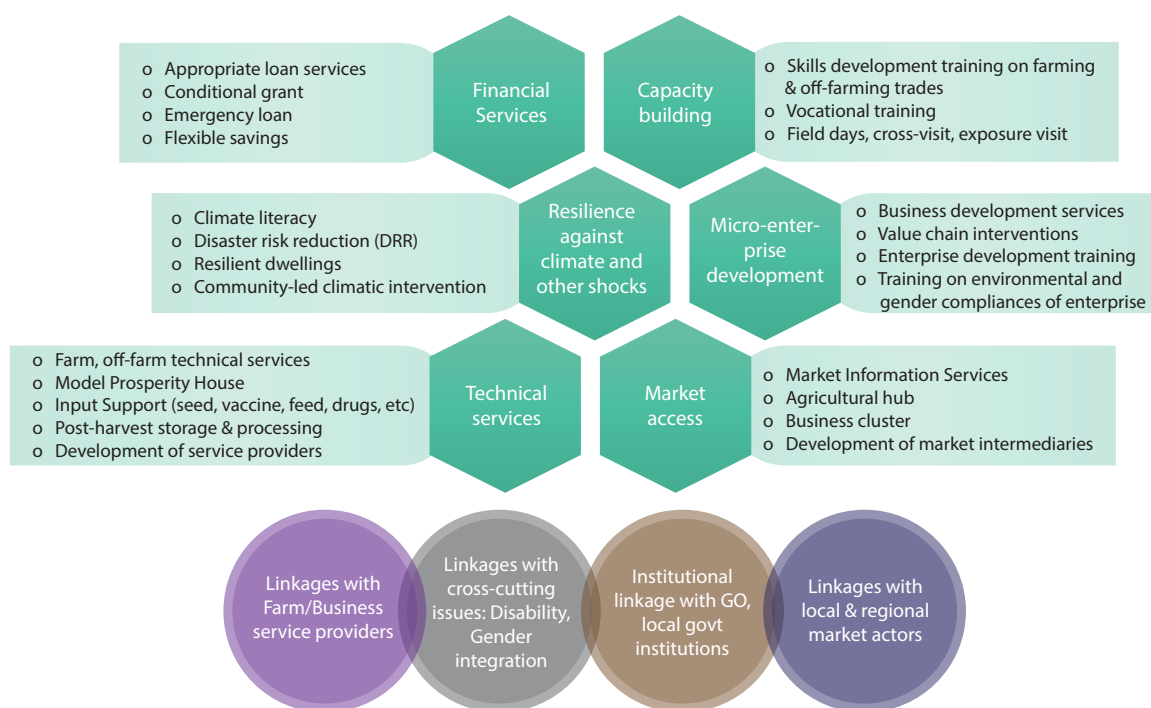 o Appropriate loan services
o Conditional grant
o Emergency loan
o Flexible savings
Financial
Services
Capacity
building
o Skills development training on farming
& off-farming trades
o Vocational training
o Field days, cross-visit, exposure visit
o Climate literacy
o Disaster risk reduction (DRR)
o Resilient dwellings
o Community-led climatic intervention
Resilience
against
climate and
other shocks
Micro-enter-
prise
development
o Business development services
o Value chain interventions
o Enterprise development training
o Training on environmental and
gender compliances of enterprise
o Farm, off-farm technical services
o Model Prosperity House
o Input Support (seed, vaccine, feed, drugs, etc)
o Post-harvest storage & processing
o Development of service providers
Technical
services
Market
access
o Market Information Services
o Agricultural hub
o Business cluster
o Development of market intermediaries
Linkages with
Farm/Business
service providers
Linkages with
cross-cutting
issues: Disability,
Gender
integration
Institutional
linkage with GO,
local govt
institutions
Linkages with
local & regional
market actors